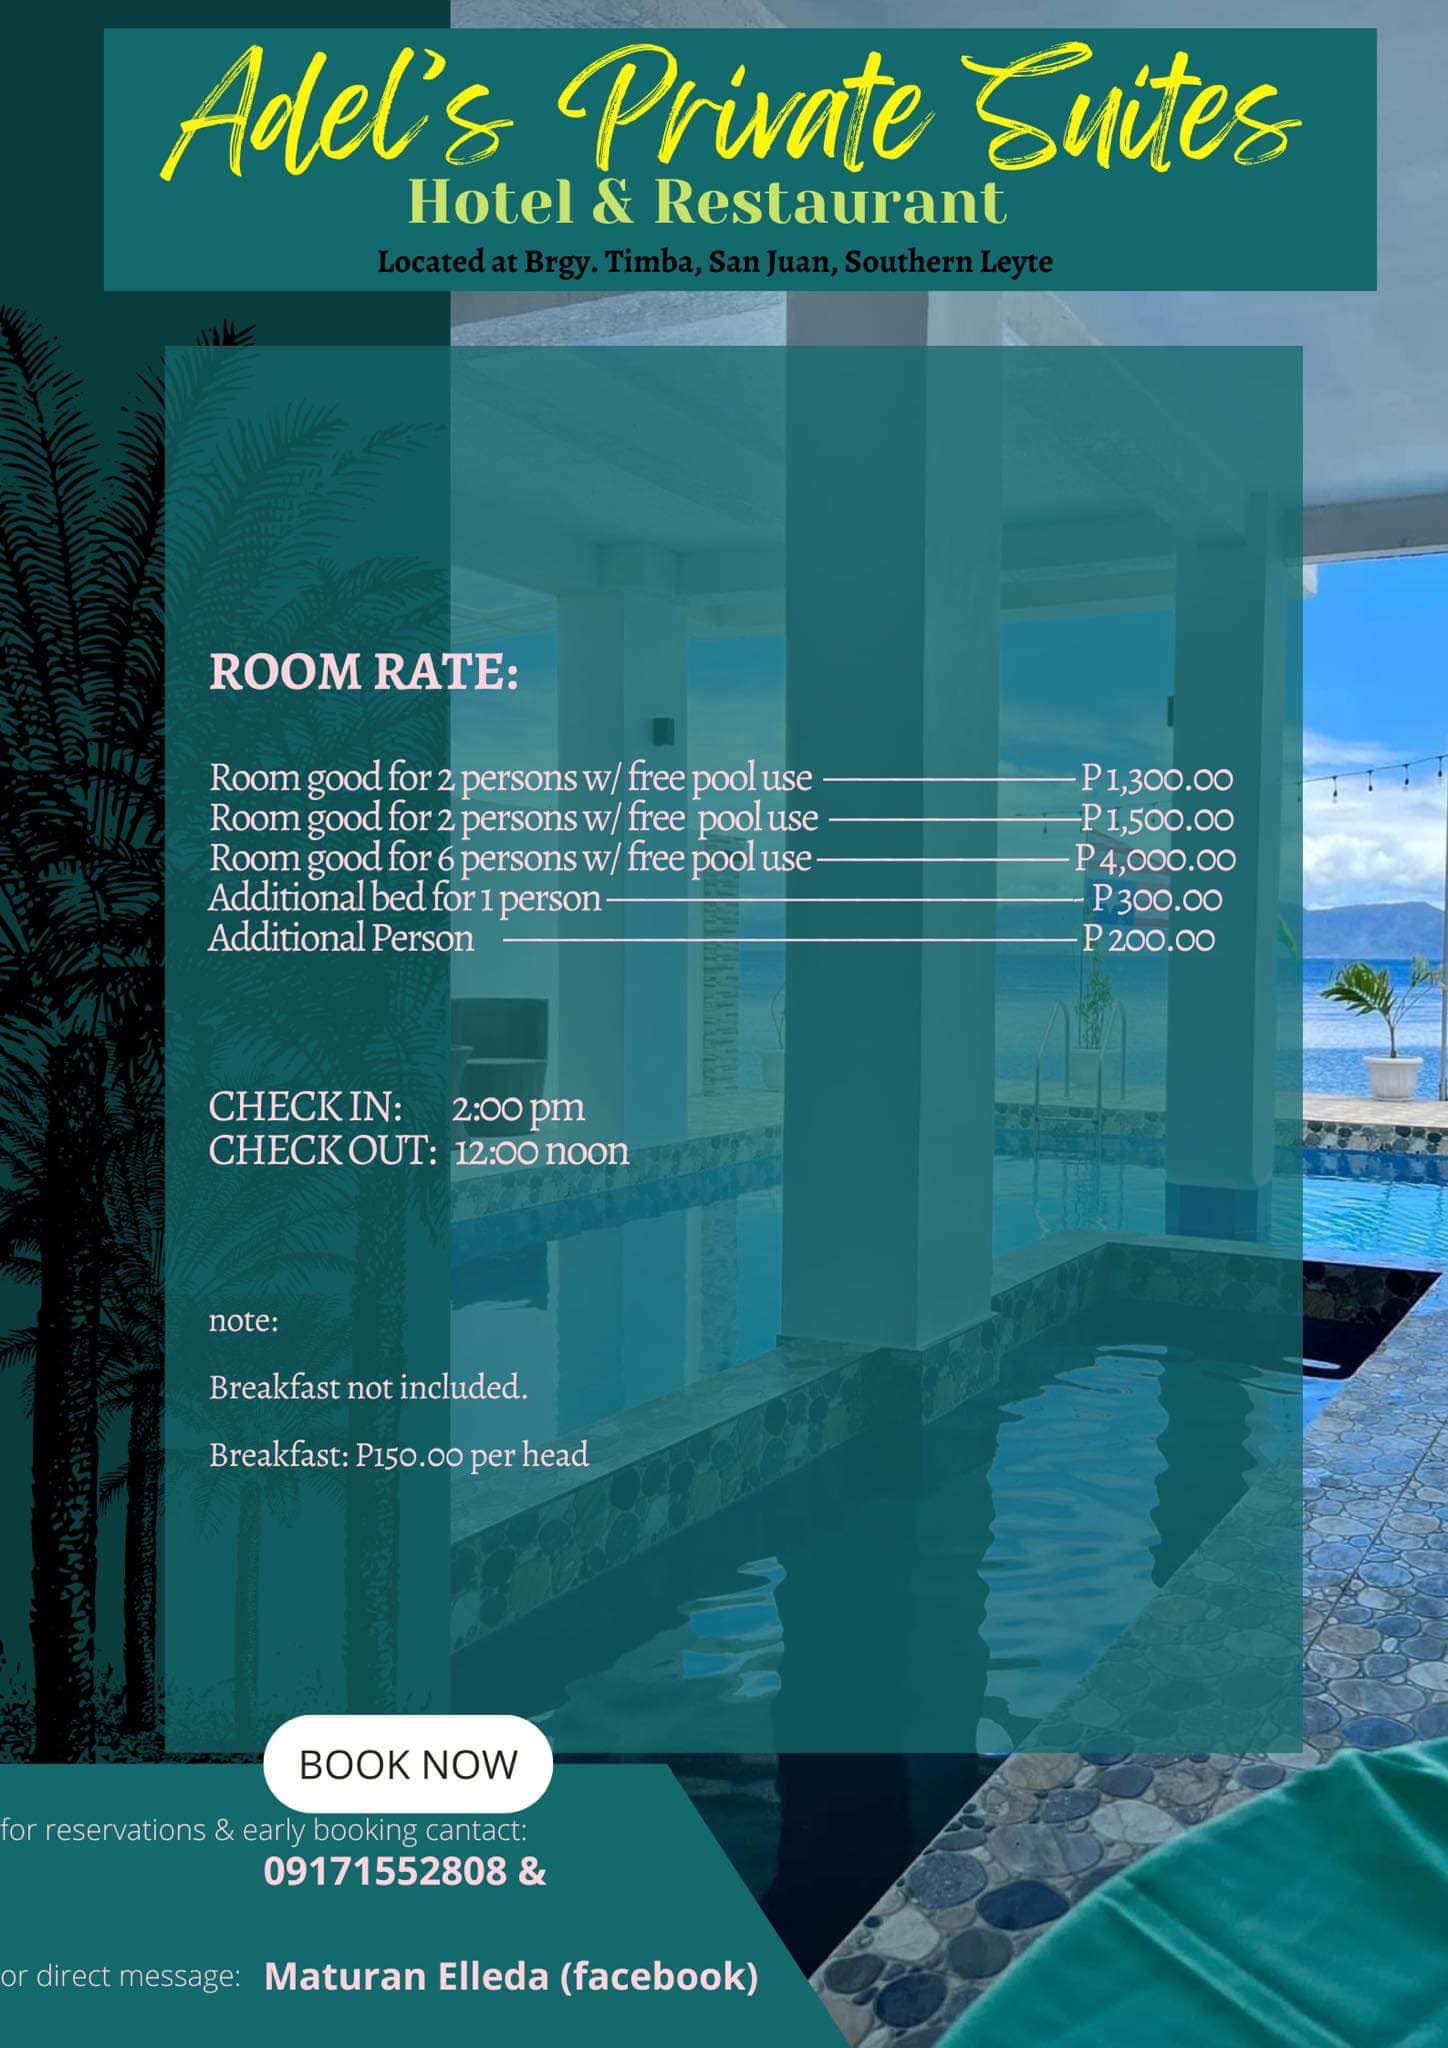 Adel's Private Suites
Hotel & Restaurant
Located at Brgy. Timba, San Juan, Southern Leyte
ROOM RATE:
Room good for 2 persons w/ free pool use ——— P 1,300.00
Room good for 2 persons w/ free pool use ——— P 1,500.00
Room good for 6 persons w/ free pool use ——— P 4,000.00
Additional bed for 1 person ——— P 300.00
Additional Person ——— P 200.00
CHECK IN: 2:00 pm
CHECK OUT: 12:00 noon
note:
Breakfast not included.
Breakfast: P150.00 per head
BOOK NOW
for reservations & early booking cantact:
09171552808 &
or direct message: Maturan Elleda (facebook)